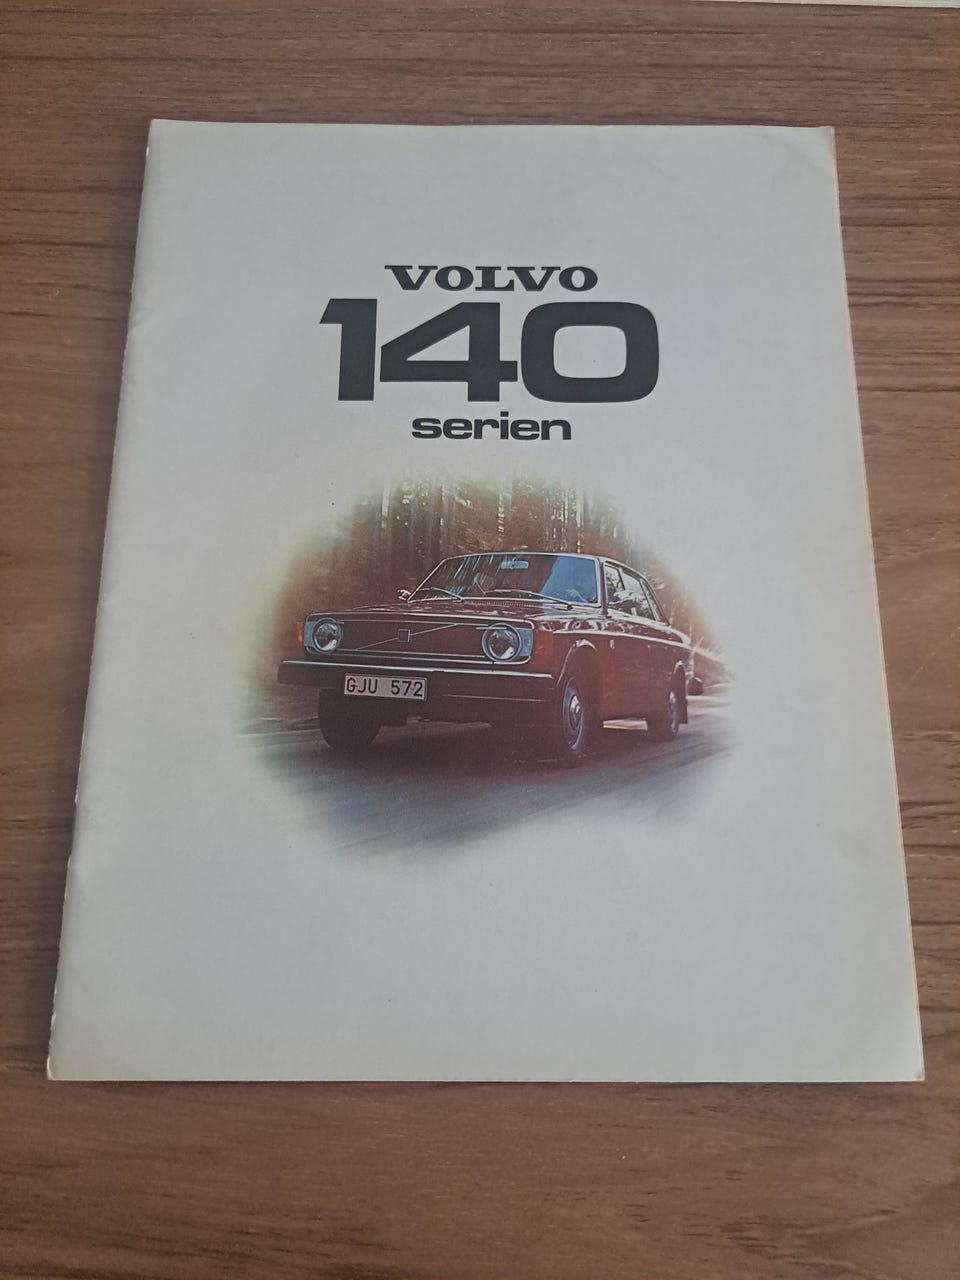 VOLVO
140
serien
GJU 572